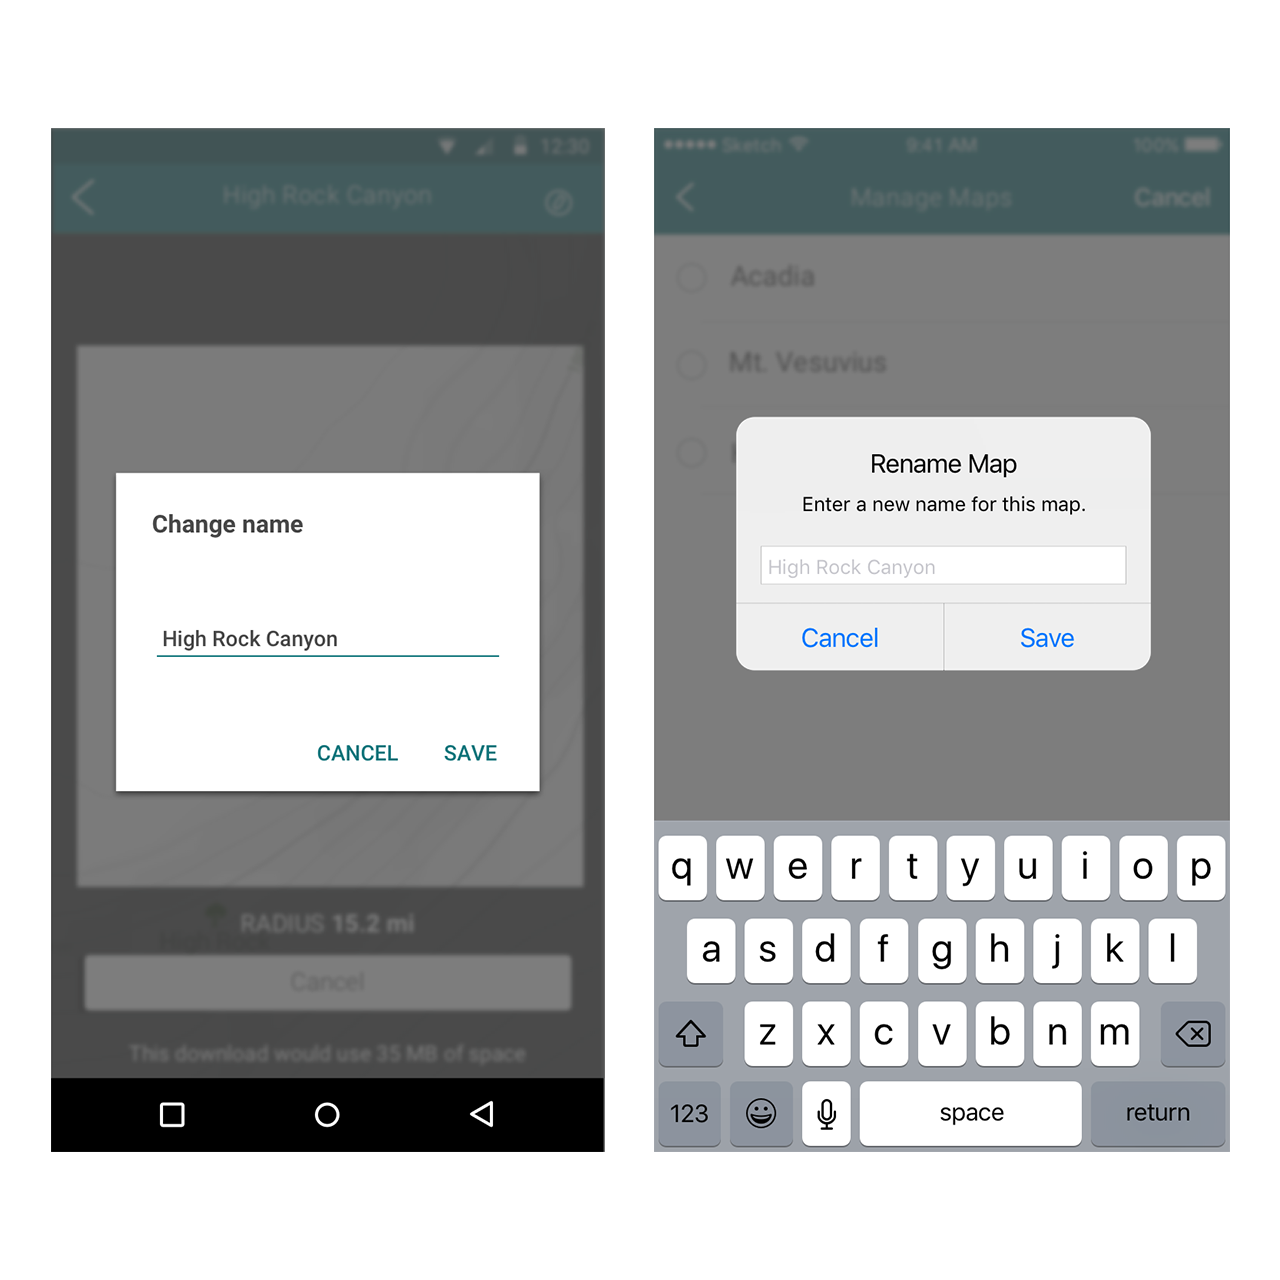 12:30
High Rock Canyon
Change name
High Rock Canyon
CANCEL SAVE
RADIUS 15.2 mi
High Rock
Cancel
This download would use 35 MB of space
Sketch 9:41 AM 100%
Manage Maps Cancel
Acadia
Mt. Vesuvius
Rename Map
Enter a new name for this map.
High Rock Canyon
Cancel Save
q w e r t y u i o p
a s d f g h j k l
z x c v b n m
123 space return